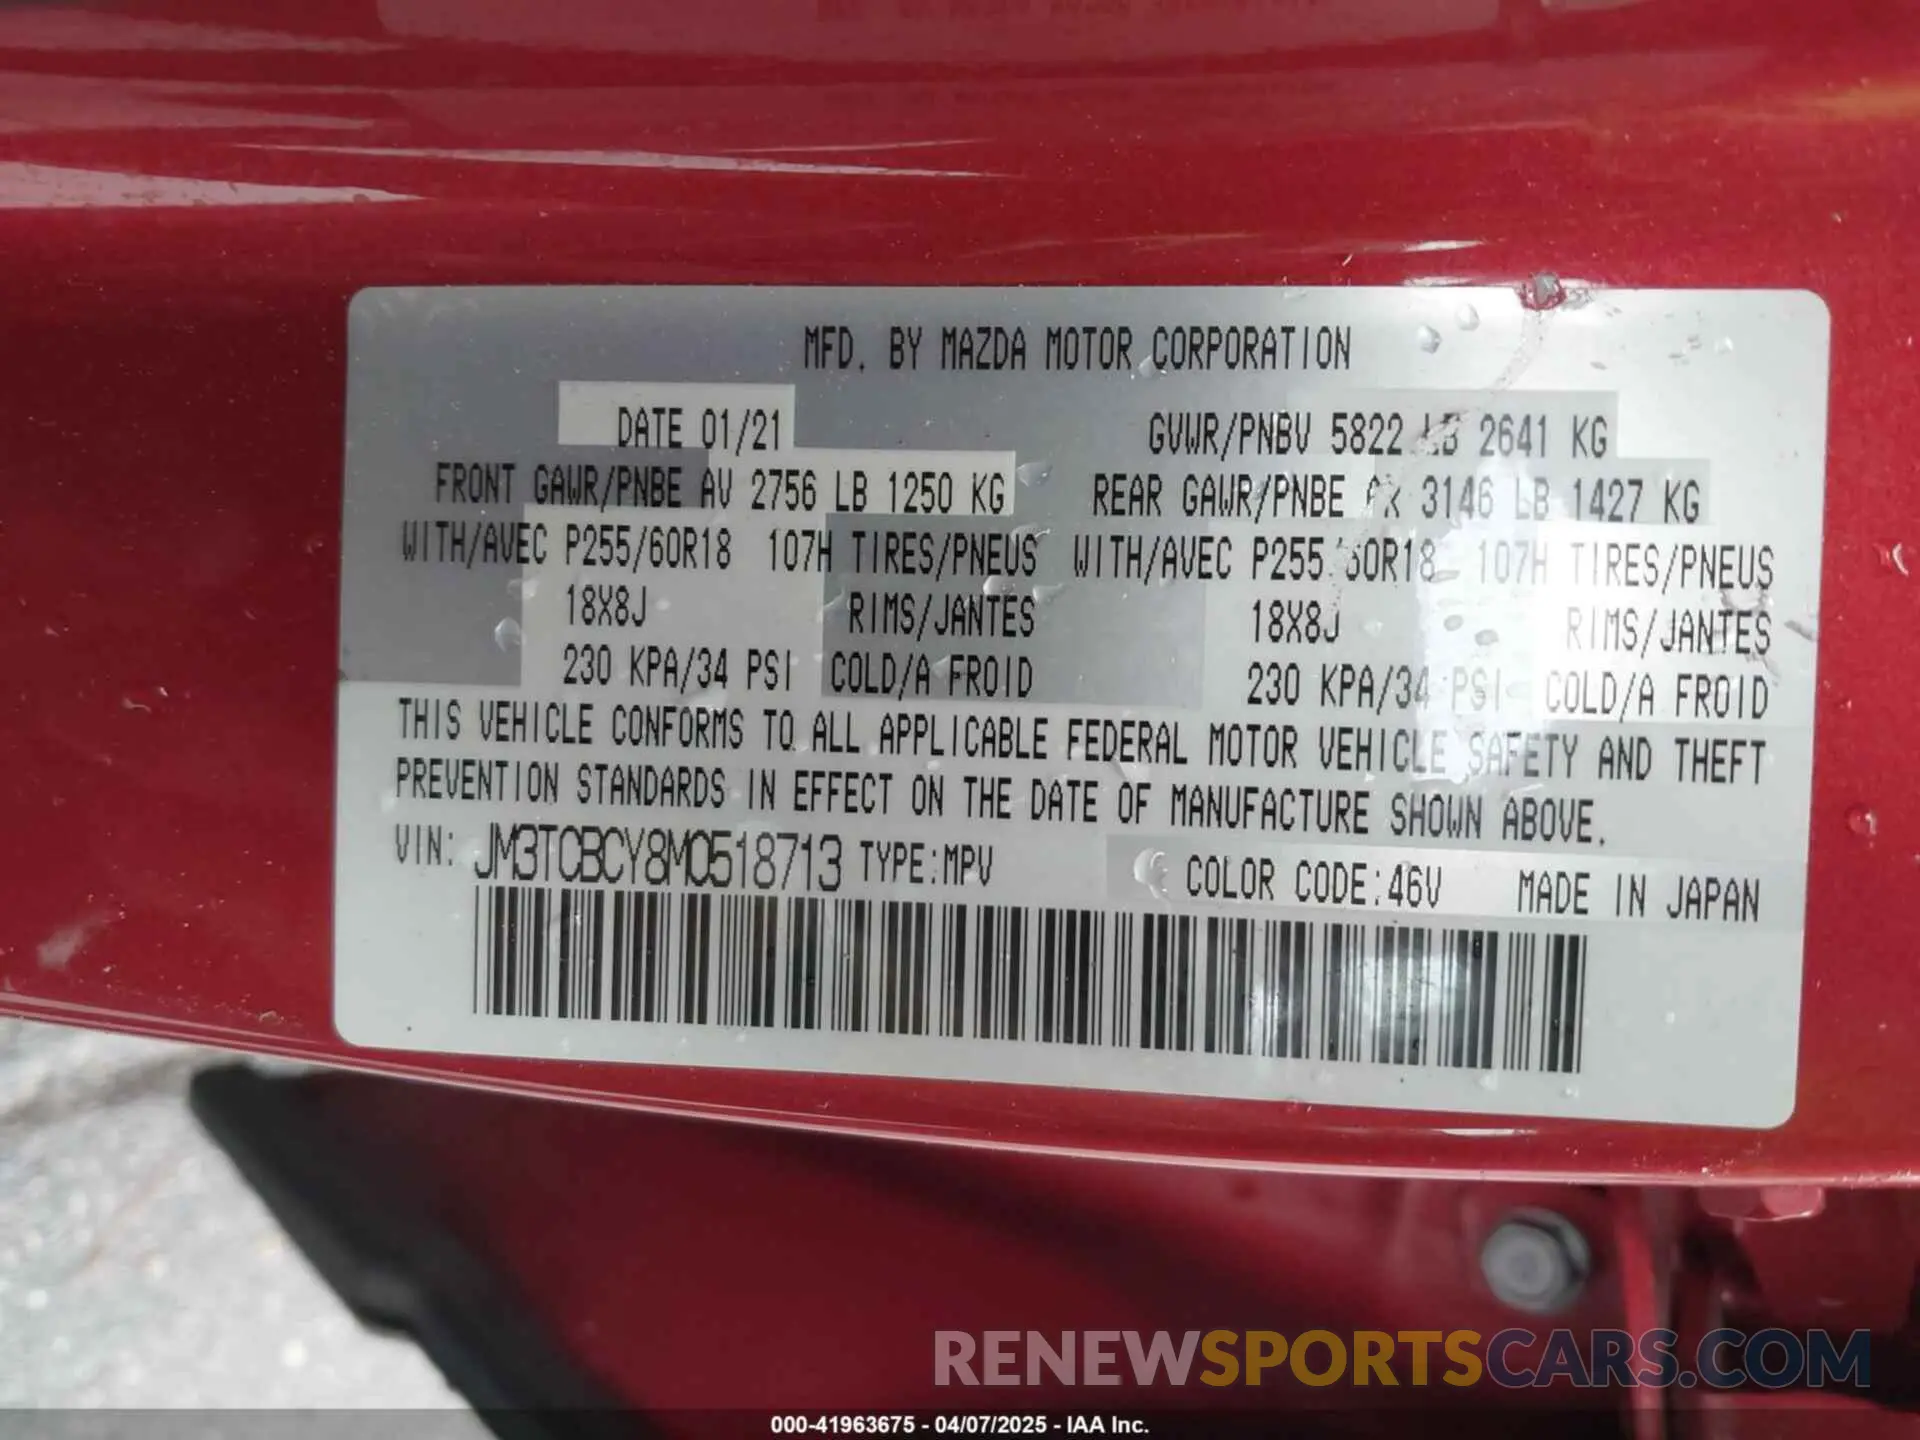 MFD. BY MAZDA MOTOR CORPORATION
DATE 01/21 GVWR/PNBV 5822 LB 2641 KG
FRONT GAWR/PNBE AV 2756 LB 1250 KG REAR GAWR/PNBE 3146 LB 1427 KG
WITH/AVEC P255/60R18 107H TIRES/PNEUS WITH/AVEC P255/60R18 107H TIRES/PNEUS
18X8J RIMS/JANTES 18X8J RIMS/JANTES
230 KPA/34 PSI COLD/A FROID 230 KPA/34 PSI COLD/A FROID
THIS VEHICLE CONFORMS TO ALL APPLICABLE FEDERAL MOTOR VEHICLE SAFETY AND THEFT
PREVENTION STANDARDS IN EFFECT ON THE DATE OF MANUFACTURE SHOWN ABOVE.
VIN: JM3TCBCY8M0518713 TYPE:MPV COLOR CODE:46V MADE IN JAPAN
RENEWSPORTSCARS.COM
000-41963675 - 04/07/2025 - IAA Inc.